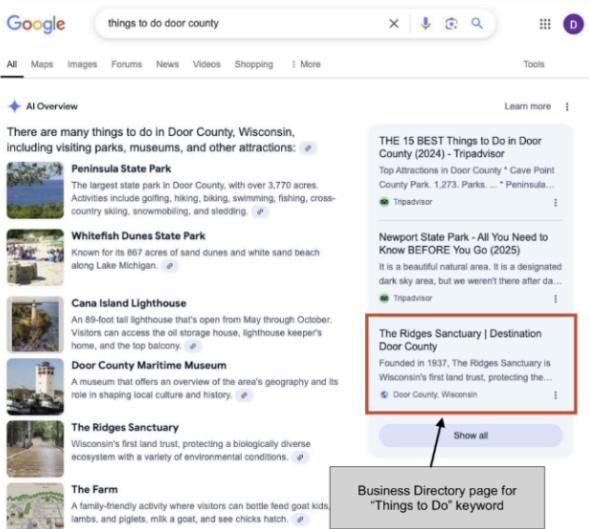 Google
things to do door county
D
All Maps Images Forums News Videos Shopping More Tools
AI Overview
Learn more
There are many things to do in Door County, Wisconsin,
including visiting parks, museums, and other attractions:
Peninsula State Park
The largest state park in Door County, with over 3,770 acres.
Activities include golfing, hiking, biking, swimming, fishing, cross-
country skiing, snowmobiling, and sledding.
Whitefish Dunes State Park
Known for its 867 acres of sand dunes and white sand beach
along Lake Michigan.
Cana Island Lighthouse
An 89-foot tall lighthouse that's open from May through October.
Visitors can access the oil storage house, lighthouse keeper's
home, and the top balcony.
Door County Maritime Museum
A museum that offers an overview of the area's geography and its
role in shaping local culture and history.
The Ridges Sanctuary
Wisconsin's first land trust, protecting a biologically diverse
ecosystem with a variety of environmental conditions.
The Farm
A family-friendly activity where visitors can bottle feed goat kids,
lambs, and piglets, milk a goat, and see chicks hatch.
THE 15 BEST Things to Do in Door
County (2024) - Tripadvisor
Top Attractions in Door County * Cave Point
County Park. 1,273. Parks. ... * Peninsula...
Tripadvisor
Newport State Park - All You Need to
Know BEFORE You Go (2025)
It is a beautiful natural area. It is a designated
dark sky area, but we weren't there after da...
Tripadvisor
The Ridges Sanctuary | Destination
Door County
Founded in 1937, The Ridges Sanctuary is
Wisconsin's first land trust, protecting the...
Door County, Wisconsin
Show all
Business Directory page for
"Things to Do" keyword